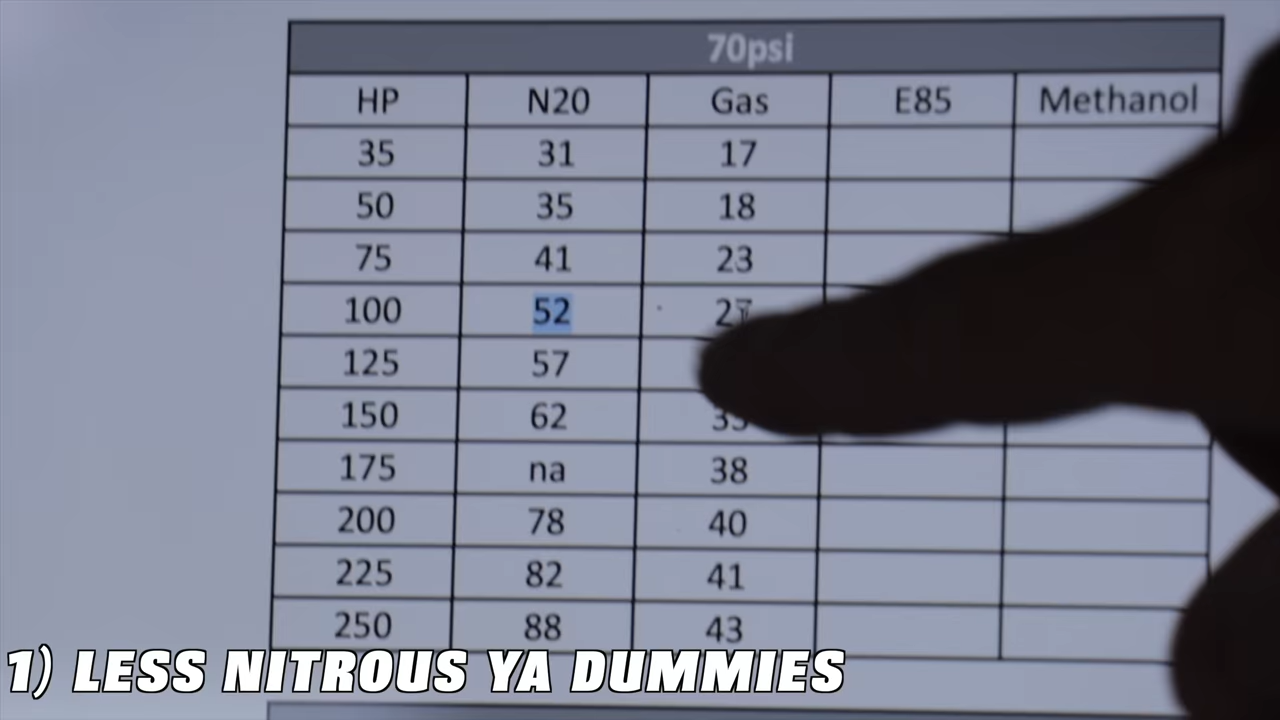 70psi
HP N20 Gas E85 Methanol
35 31 17
50 35 18
75 41 23
100 52 27
125 57
150 62
175 na 38
200 78 40
225 82 41
250 88 43
1) LESS NITROUS YA DUMMIES